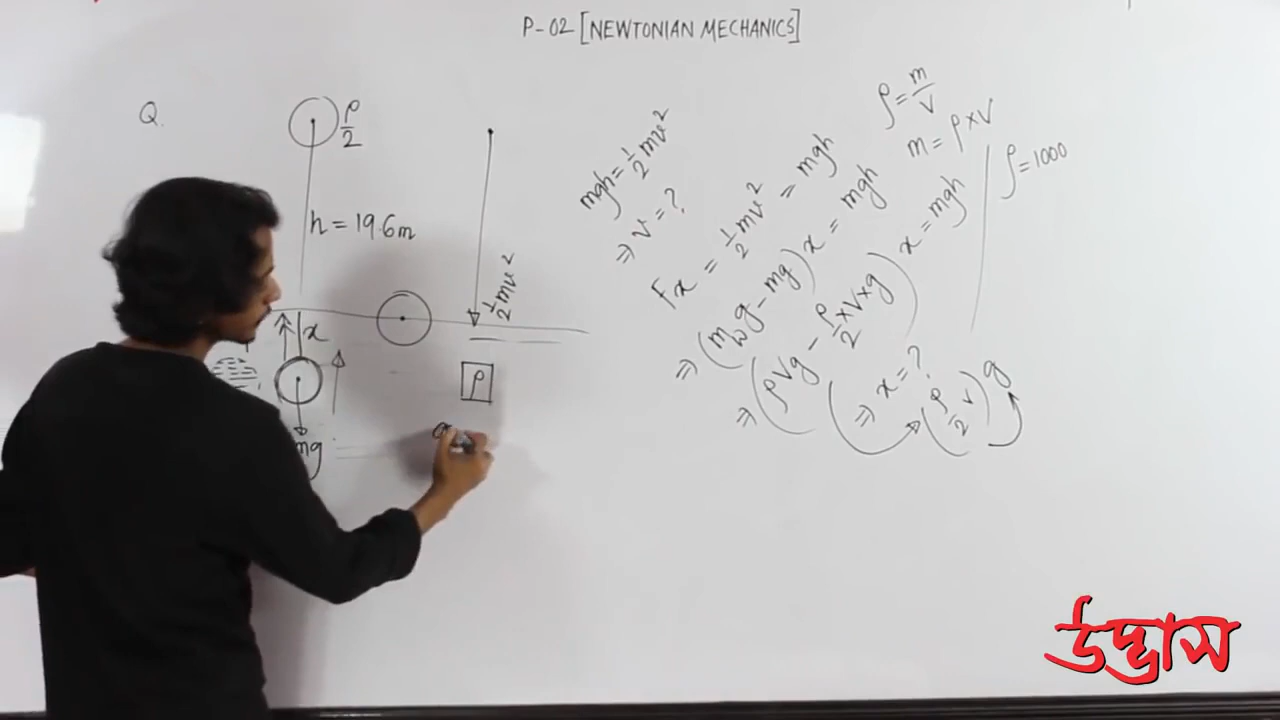 P-02 [NEWTONIAN MECHANICS]
Q.
ρ/2
h = 19.6m
x
mg
½mv²
ρ
mgh = ½mv²
⇒ v = ?
Fx = ½mv² = mgh
⇒ (m_w g - mg) x = mgh
⇒ (ρVg - ρ/2 × V × g) x = mgh
⇒ x = ?
(ρ/2 V) g
ρ = m/V
m = ρ × V
ρ = 1000
উদ্ভাস